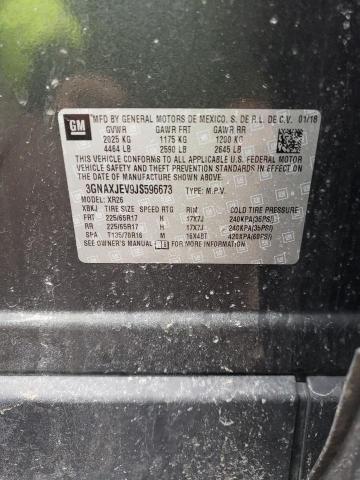 GM
MFD BY GENERAL MOTORS DE MEXICO, S. DE R.L. DE C.V. 01/18
GVWR GAWR FRT GAWR RR
2025 KG 1175 KG 1200 KG
4464 LB 2590 LB 2645 LB
THIS VEHICLE CONFORMS TO ALL APPLICABLE U.S. FEDERAL MOTOR
VEHICLE SAFETY AND THEFT PREVENTION STANDARDS IN EFFECT ON THE
DATE OF MANUFACTURE SHOWN ABOVE.
3GNAXJEV9JS596673 TYPE: M.P.V.
MODEL: XR26
XBKJ TIRE SIZE SPEED RTG RIM COLD TIRE PRESSURE
FRT 225/65R17 H 17X7J 240KPA(35PSI)
RR 225/65R17 H 17X7J 240KPA(35PSI)
SPA T135/70R16 M 16X4BT 420KPA(60PSI)
SEE OWNER'S MANUAL FOR MORE INFORMATION.